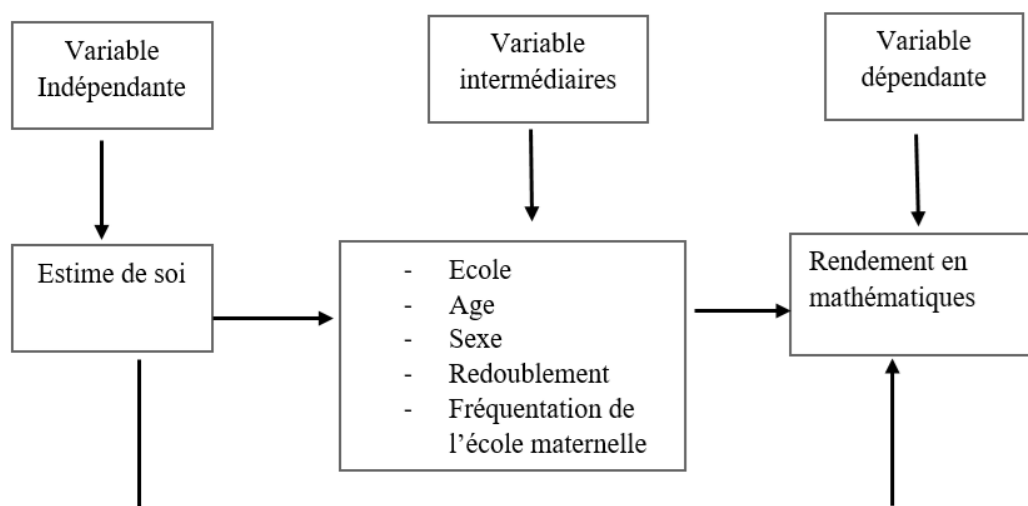 Variable
Indépendante
Variable
intermédiaires
Variable
dépendante
Estime de soi
- Ecole
- Age
- Sexe
- Redoublement
- Fréquentation de
l’école maternelle
Rendement en
mathématiques